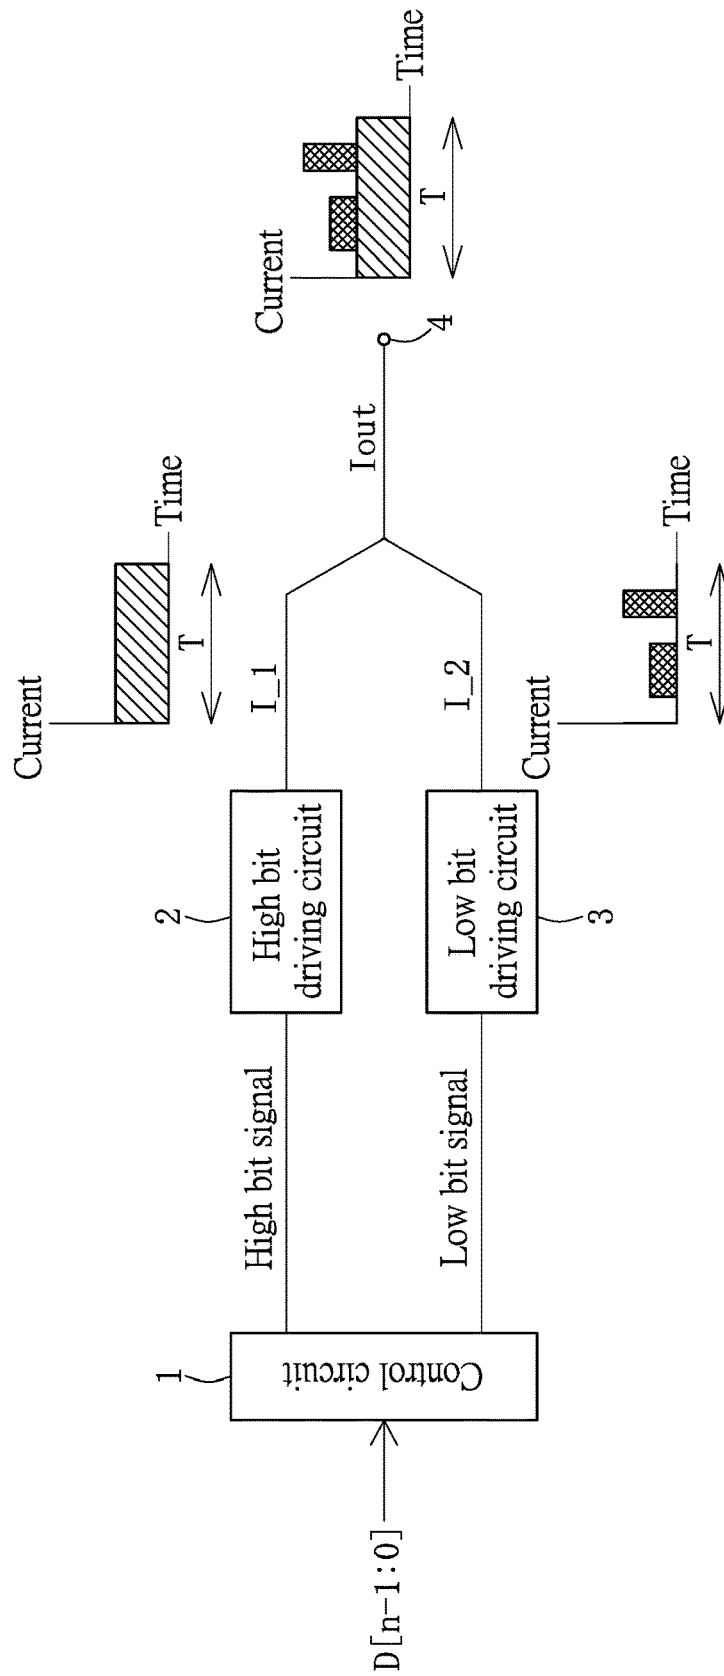 D[n-1:0]
1
Control circuit
High bit signal
Low bit signal
2
High bit
driving circuit
Low bit
driving circuit
3
I_1
I_2
Current
T
Time
Current
T
Time
Iout
4
Current
T
Time